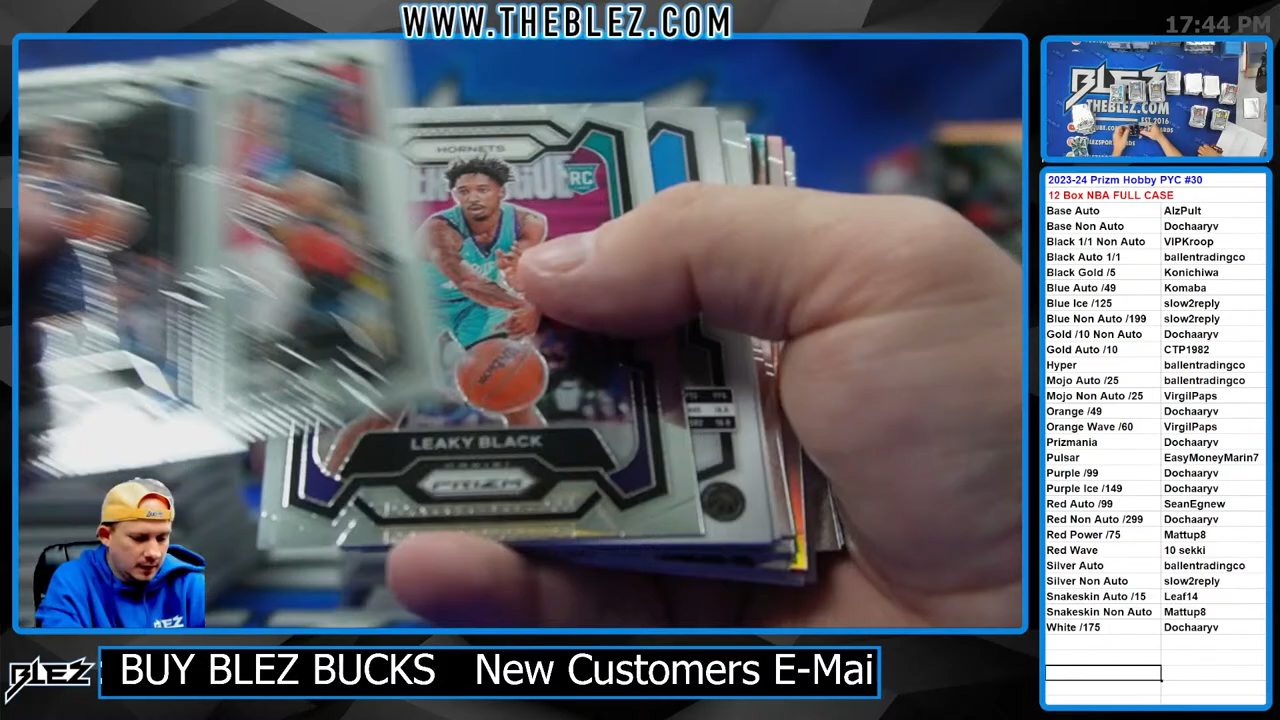 WWW.THEBLEZ.COM
17:44 PM
HORNETS
RC
LEAKY BLACK
PANINI
PRIZM
BLEZ
THEBLEZ.COM
EST. 2016
2023-24 Prizm Hobby PYC #30
12 Box NBA FULL CASE
Base Auto AlzPult
Base Non Auto Dochaaryv
Black 1/1 Non Auto VIPKroop
Black Auto 1/1 ballentradingco
Black Gold /5 Konichiwa
Blue Auto /49 Komaba
Blue Ice /125 slow2reply
Blue Non Auto /199 slow2reply
Gold /10 Non Auto Dochaaryv
Gold Auto /10 CTP1982
Hyper ballentradingco
Mojo Auto /25 ballentradingco
Mojo Non Auto /25 VirgilPaps
Orange /49 Dochaaryv
Orange Wave /60 VirgilPaps
Prizmania Dochaaryv
Pulsar EasyMoneyMarin7
Purple /99 Dochaaryv
Purple Ice /149 Dochaaryv
Red Auto /99 SeanEgnew
Red Non Auto /299 Dochaaryv
Red Power /75 Mattup8
Red Wave 10 sekki
Silver Auto ballentradingco
Silver Non Auto slow2reply
Snakeskin Auto /15 Leaf14
Snakeskin Non Auto Mattup8
White /175 Dochaaryv
BLEZ
BUY BLEZ BUCKS New Customers E-Mai